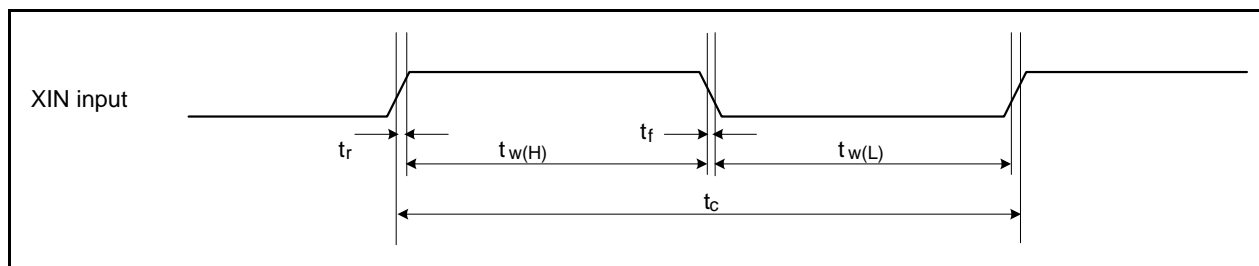 XIN input
tr
tw(H)
tf
tw(L)
tc